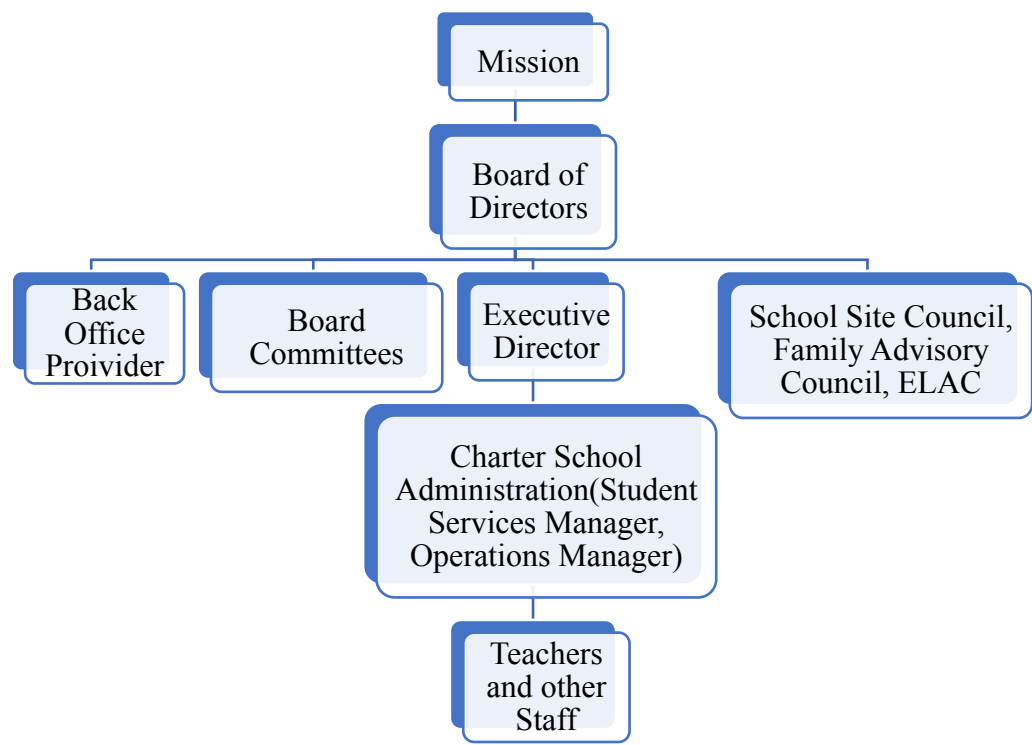 Mission
Board of
Directors
Back
Office
Proivider
Board
Committees
Executive
Director
School Site Council,
Family Advisory
Council, ELAC
Charter School
Administration(Student
Services Manager,
Operations Manager)
Teachers
and other
Staff